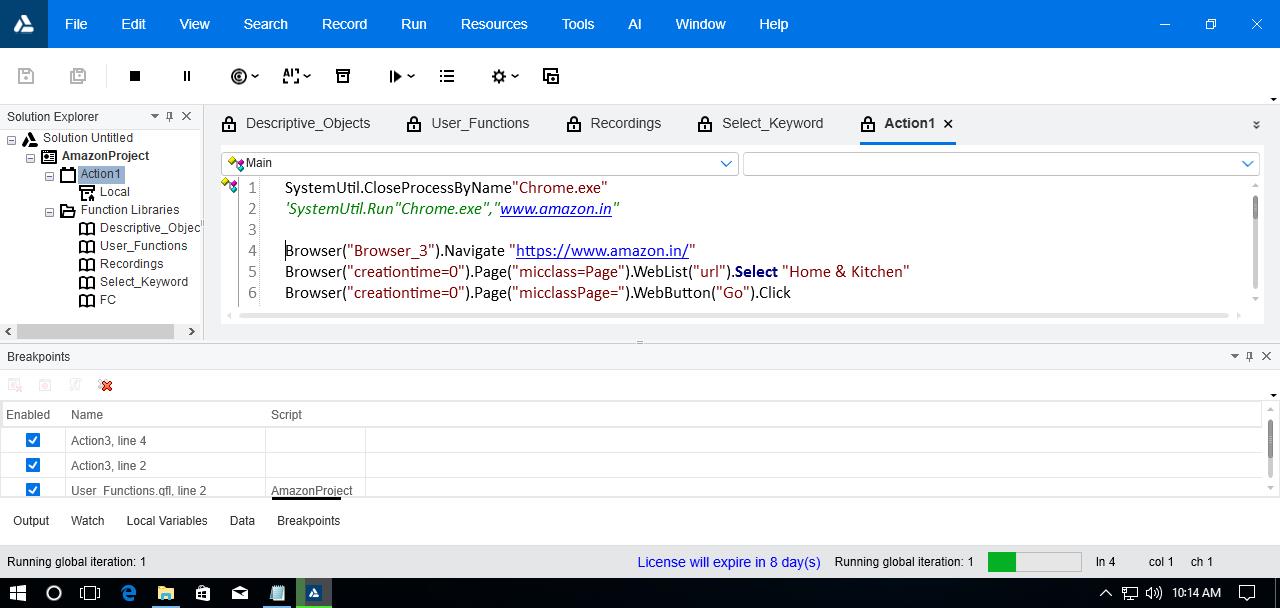 File Edit View Search Record Run Resources Tools AI Window Help
Solution Explorer
Solution Untitled
AmazonProject
Action1
Local
Function Libraries
Descriptive_Objec
User_Functions
Recordings
Select_Keyword
FC
Descriptive_Objects User_Functions Recordings Select_Keyword Action1
Main
1 SystemUtil.CloseProcessByName"Chrome.exe"
2 'SystemUtil.Run"Chrome.exe","www.amazon.in"
3
4 Browser("Browser_3").Navigate "https://www.amazon.in/"
5 Browser("creationtime=0").Page("micclass=Page").WebList("url").Select "Home & Kitchen"
6 Browser("creationtime=0").Page("micclassPage=").WebButton("Go").Click
Breakpoints
Enabled Name Script
Action3, line 4
Action3, line 2
User_Functions.qfl, line 2 AmazonProject
Output Watch Local Variables Data Breakpoints
Running global iteration: 1 License will expire in 8 day(s) Running global iteration: 1 ln 4 col 1 ch 1
10:14 AM